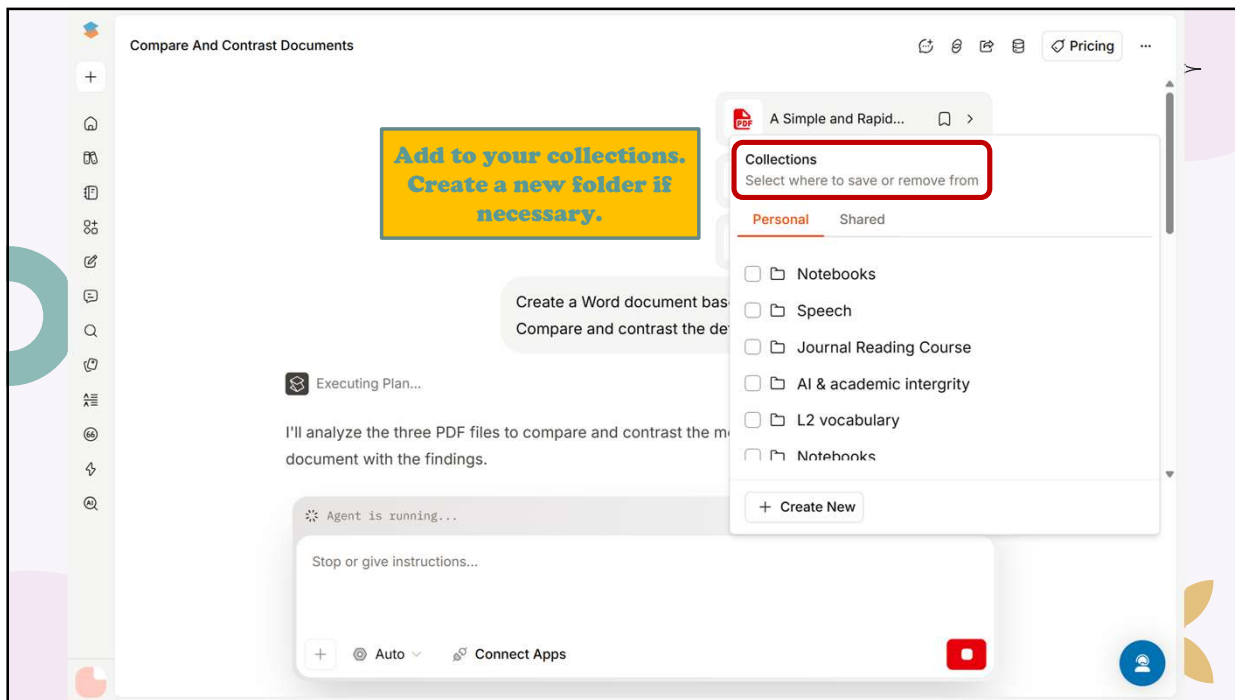 Compare And Contrast Documents
Pricing
PDF
A Simple and Rapid...
Add to your collections.
Create a new folder if
necessary.
Collections
Select where to save or remove from
Personal Shared
Notebooks
Speech
Journal Reading Course
AI & academic intergrity
L2 vocabulary
Notebooks
+ Create New
Create a Word document bas
Compare and contrast the de
Executing Plan...
I'll analyze the three PDF files to compare and contrast the m
document with the findings.
Agent is running...
Stop or give instructions...
Auto
Connect Apps